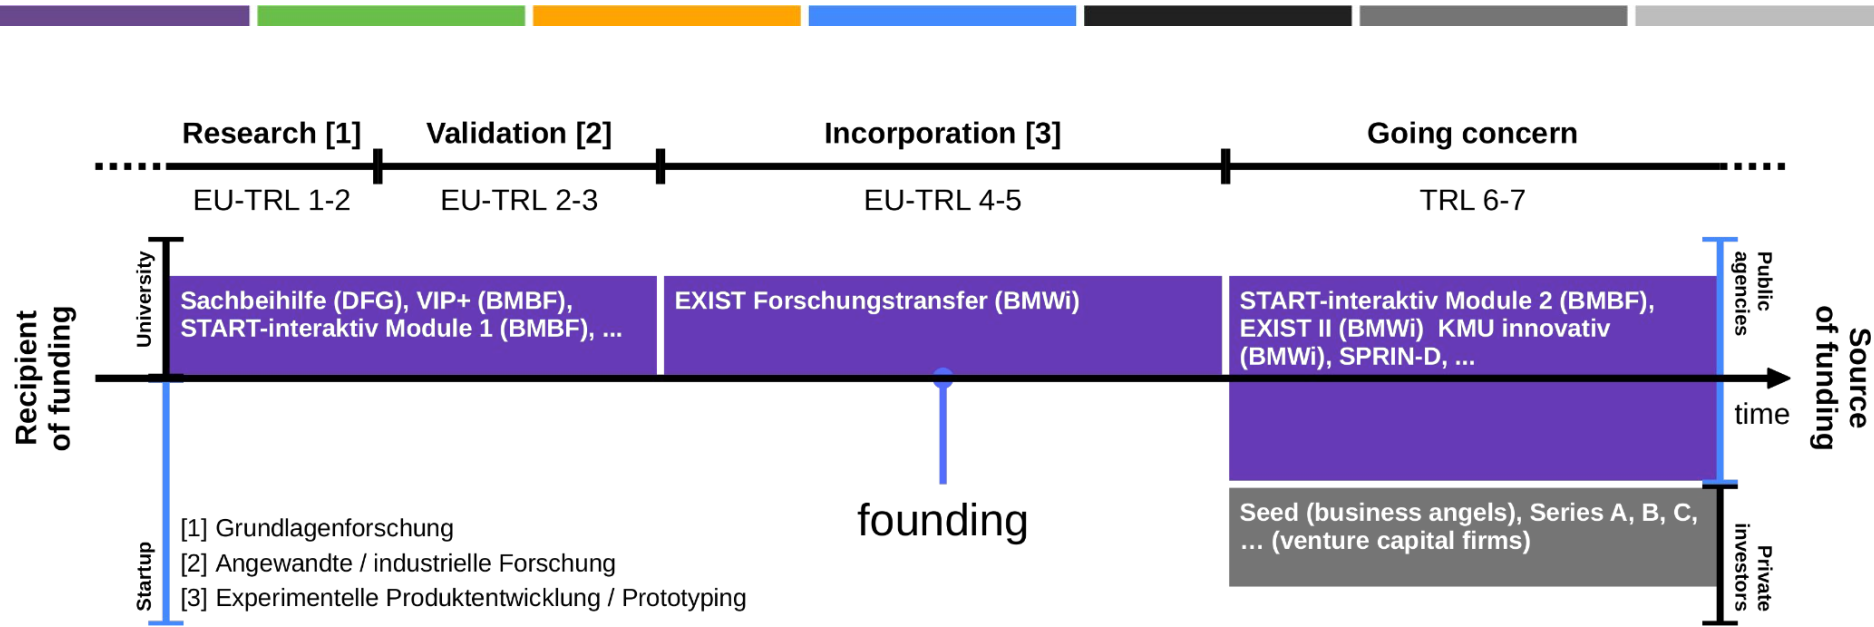 Research [1]
Validation [2]
Incorporation [3]
Going concern
EU-TRL 1-2
EU-TRL 2-3
EU-TRL 4-5
TRL 6-7
Recipient
of funding
University
Startup
Sachbeihilfe (DFG), VIP+ (BMBF),
START-interaktiv Module 1 (BMBF), ...
EXIST Forschungstransfer (BMWi)
START-interaktiv Module 2 (BMBF),
EXIST II (BMWi) KMU innovativ
(BMWi), SPRIN-D, ...
Public
agencies
Source
of funding
time
founding
Seed (business angels), Series A, B, C,
... (venture capital firms)
Private
investors
[1] Grundlagenforschung
[2] Angewandte / industrielle Forschung
[3] Experimentelle Produktentwicklung / Prototyping